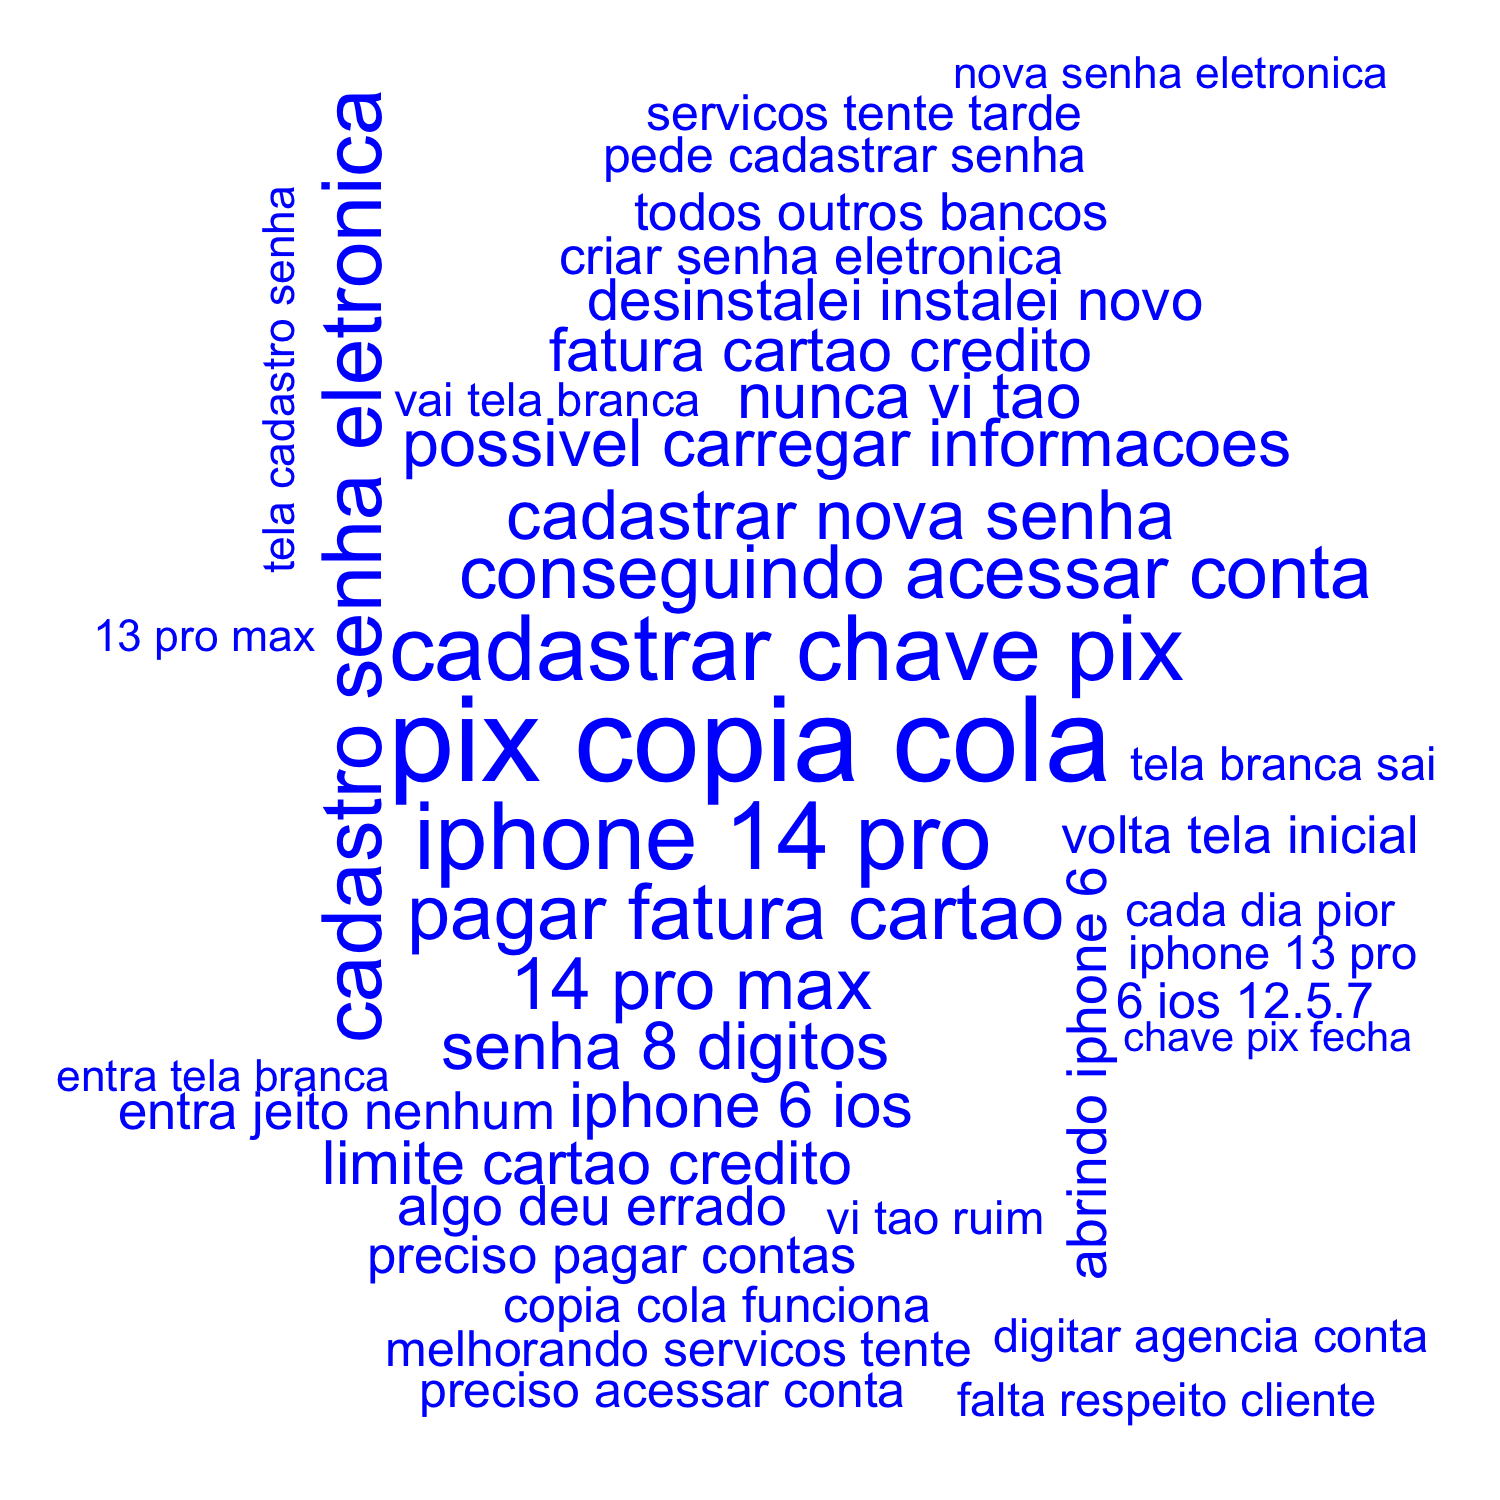 nova senha eletronica
servicos tente tarde
pede cadastrar senha
tela cadastro senha
cadastro senha eletronica
todos outros bancos
criar senha eletronica
desinstalei instalei novo
fatura cartao credito
vai tela branca
nunca vi tao
possivel carregar informacoes
cadastrar nova senha
conseguindo acessar conta
13 pro max
cadastrar chave pix
pix copia cola
tela branca sai
iphone 14 pro
volta tela inicial
pagar fatura cartao
abrindo iphone 6
cada dia pior
iphone 13 pro
14 pro max
6 ios 12.5.7
chave pix fecha
senha 8 digitos
entra tela branca
entra jeito nenhum
iphone 6 ios
limite cartao credito
algo deu errado
vi tao ruim
preciso pagar contas
copia cola funciona
digitar agencia conta
melhorando servicos tente
preciso acessar conta
falta respeito cliente